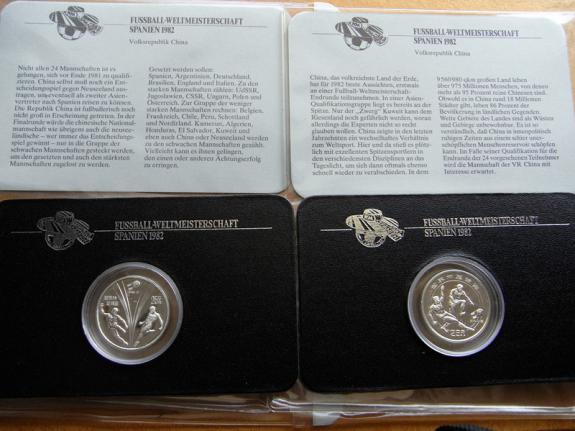 FUSSBALL-WELTMEISTERSCHAFT
SPANIEN 1982
Volksrepublik China
Nicht allen 24 Mannschaften ist es
gelungen, sich vor Ende 1981 zu qualifi-
zieren. China selbst muß noch ein Ent-
scheidungsspiel gegen Neuseeland aus-
tragen, um eventuell als zweiter Asien-
vertreter nach Spanien reisen zu können.
Die Republik China ist fußballerisch noch
nicht groß in Erscheinung getreten. In der
Finalrunde würde die chinesische National-
mannschaft wie übrigens auch die neusee-
ländische – wer immer das Entscheidungs-
spiel gewinnt – nur in die Gruppe der
schwachen Mannschaften gesteckt werden,
um den gesetzten und auch den stärksten
Mannschaften zugelost zu werden.
Gesetzt werden sollen:
Spanien, Argentinien, Deutschland,
Brasilien, England und Italien. Zu den
starken Mannschaften zählen: UdSSR,
Jugoslawien, CSSR, Ungarn, Polen und
Österreich. Zur Gruppe der weniger
starken Mannschaften rechnen: Belgien,
Frankreich, Chile, Peru, Schottland
und Nordirland. Kamerun, Algerien,
Honduras, El Salvador, Kuwait und
eben auch China oder Neuseeland werden
zu den schwachen Mannschaften gezählt.
Vielleicht kann es ihnen gelingen,
den einen oder anderen Achtungserfolg
zu erringen.
FUSSBALL-WELTMEISTERSCHAFT
SPANIEN 1982
Volksrepublik China
China, das volkreichste Land der Erde,
hat für 1982 beste Aussichten, erstmals
an einer Fußball-Weltmeisterschaft-
Endrunde teilzunehmen. In einer Asien-
Qualifikationsgruppe liegt es bereits an der
Spitze. Nur der „Zwerg" Kuwait kann dem
Riesenland noch gefährlich werden, woran
allerdings die Experten nicht so recht
glauben wollen. China zeigte in den letzten
Jahrzehnten ein wechselhaftes Verhältnis
zum Weltsport. Hier und da stieß es plötz-
lich mit exzellenten Spitzensportlern in
den verschiedensten Disziplinen an das
Tageslicht, um sich dann oftmals ebenso
schnell wieder zu verabschieden. In dem
9 560 980 qkm großen Land leben
über 975 Millionen Menschen, von denen
mehr als 95 Prozent reine Chinesen sind.
Obwohl es in China rund 18 Millionen
Städter gibt, leben 86 Prozent der
Bevölkerung in ländlichen Gegenden.
Weite Gebiete des Landes sind als Wüsten
und Gebirge unbewohnbar. Es ist so
verständlich, daß China in innerpolitisch
ruhigen Zeiten aus einem schier uner-
schöpflichen Menschenreservoir schöpfen
kann. Im Falle seiner Qualifikation für die
Endrunde der 24 vorgesehenen Teilnehmer
wird die Mannschaft der VR China mit
Interesse erwartet.
FUSSBALL-WELTMEISTERSCHAFT
SPANIEN 1982
FUSSBALL-WELTMEISTERSCHAFT
SPANIEN 1982